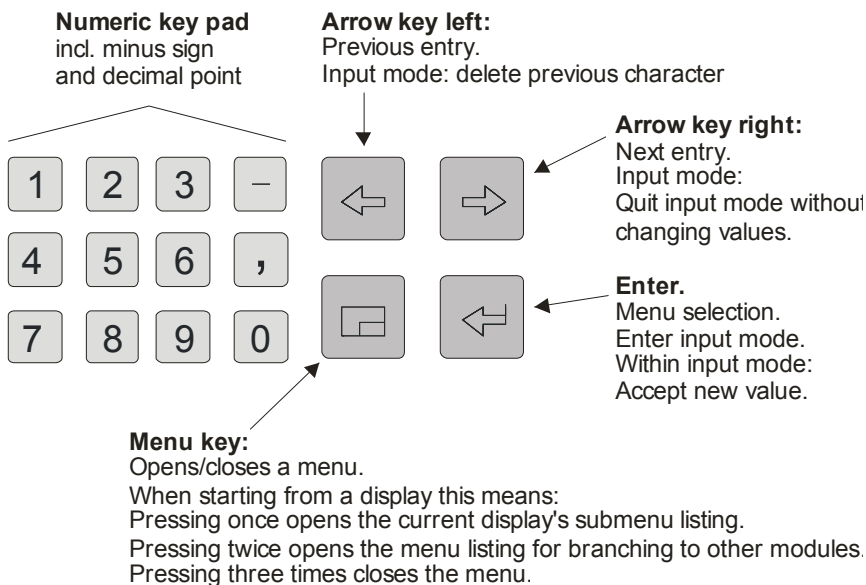 Numeric key pad
incl. minus sign
and decimal point
Arrow key left:
Previous entry.
Input mode: delete previous character
Arrow key right:
Next entry.
Input mode:
Quit input mode without
changing values.
1 2 3 –
4 5 6 ,
7 8 9 0
Enter.
Menu selection.
Enter input mode.
Within input mode:
Accept new value.
Menu key:
Opens/closes a menu.
When starting from a display this means:
Pressing once opens the current display's submenu listing.
Pressing twice opens the menu listing for branching to other modules.
Pressing three times closes the menu.